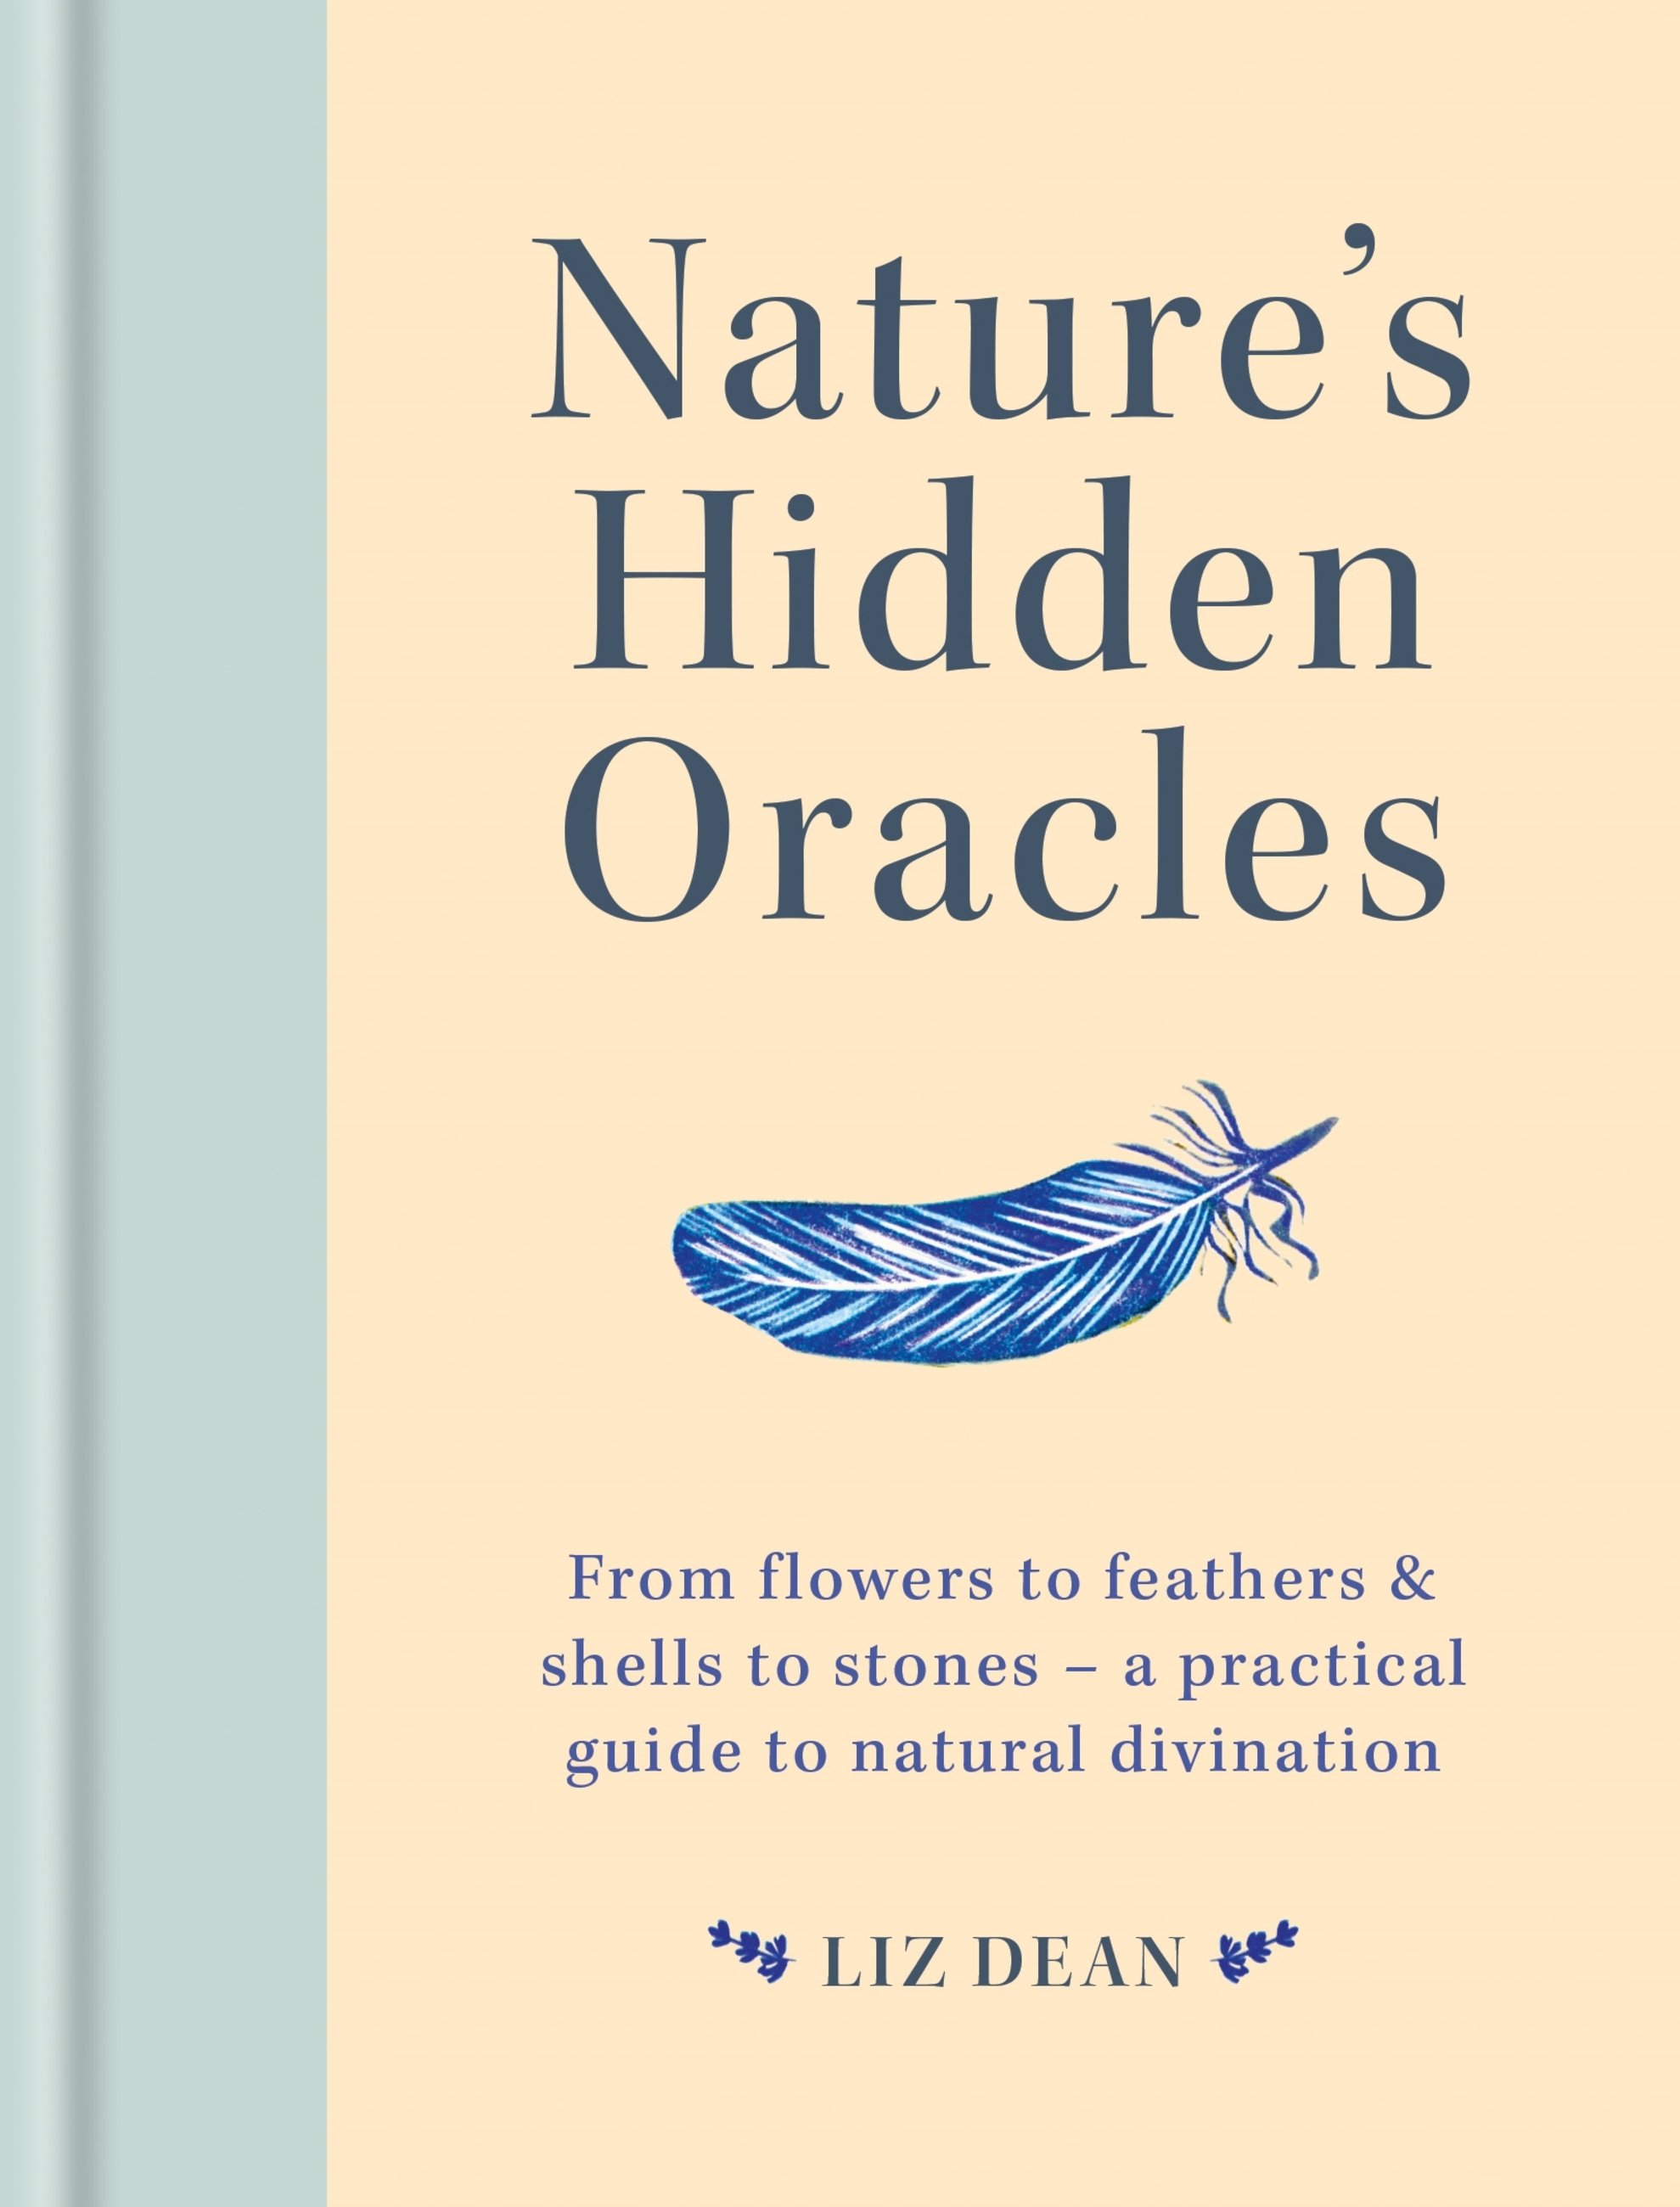 Nature’s
Hidden
Oracles
From flowers to feathers &
shells to stones – a practical
guide to natural divination
LIZ DEAN